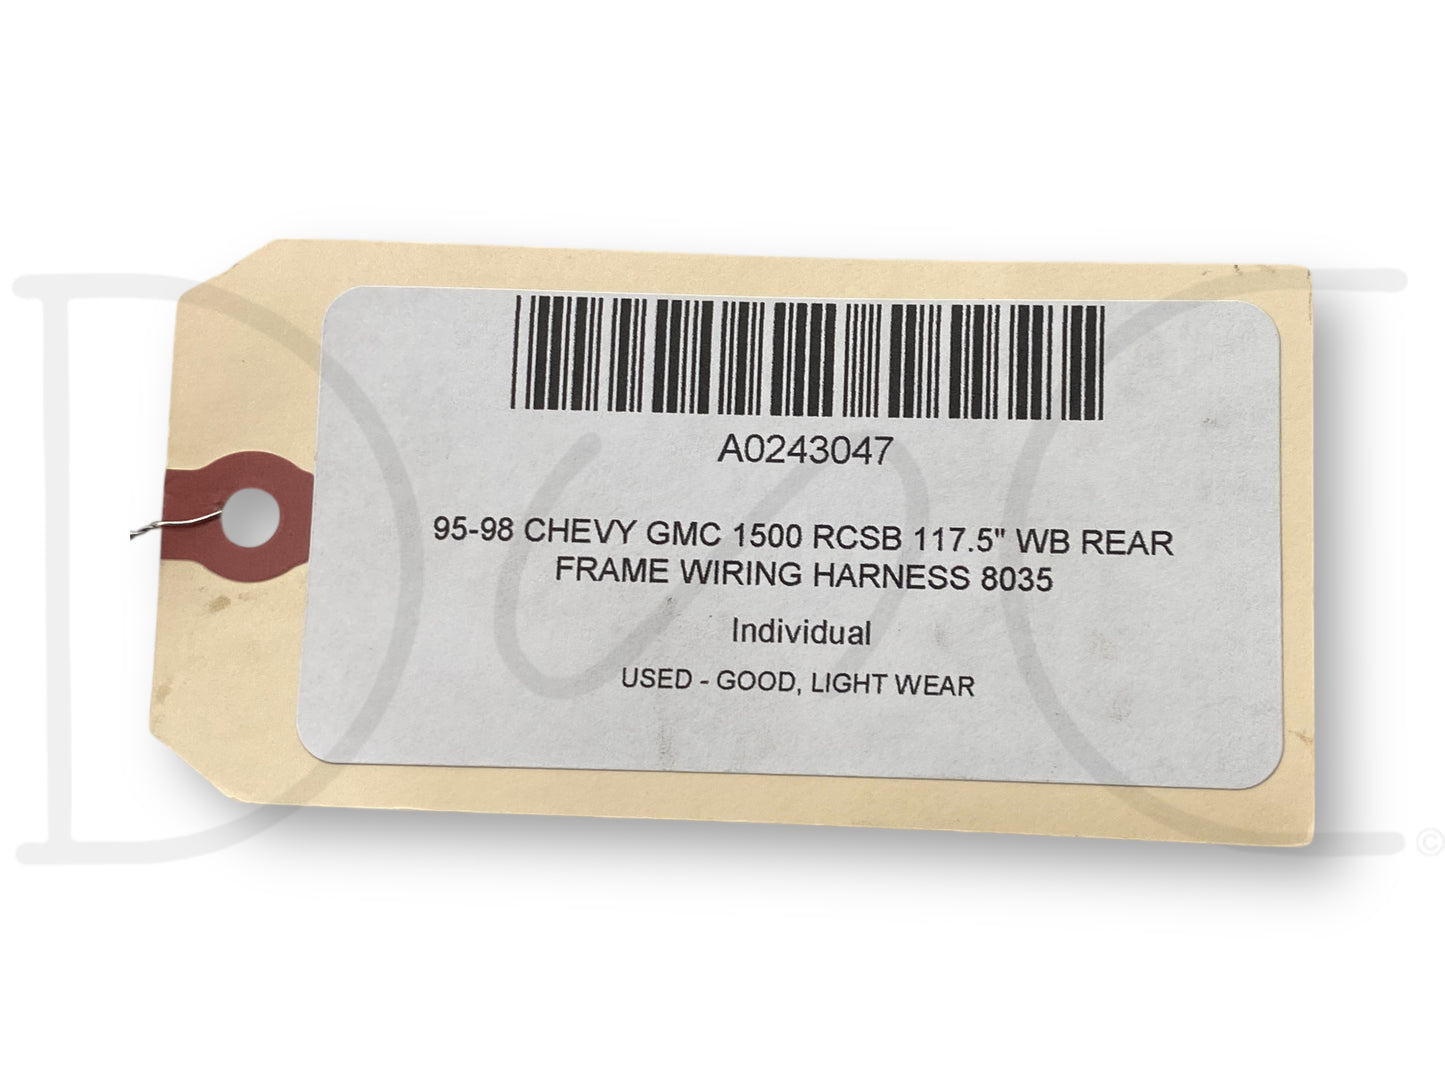 A0243047
95-98 CHEVY GMC 1500 RCSB 117.5" WB REAR
FRAME WIRING HARNESS 8035
Individual
USED - GOOD, LIGHT WEAR
©